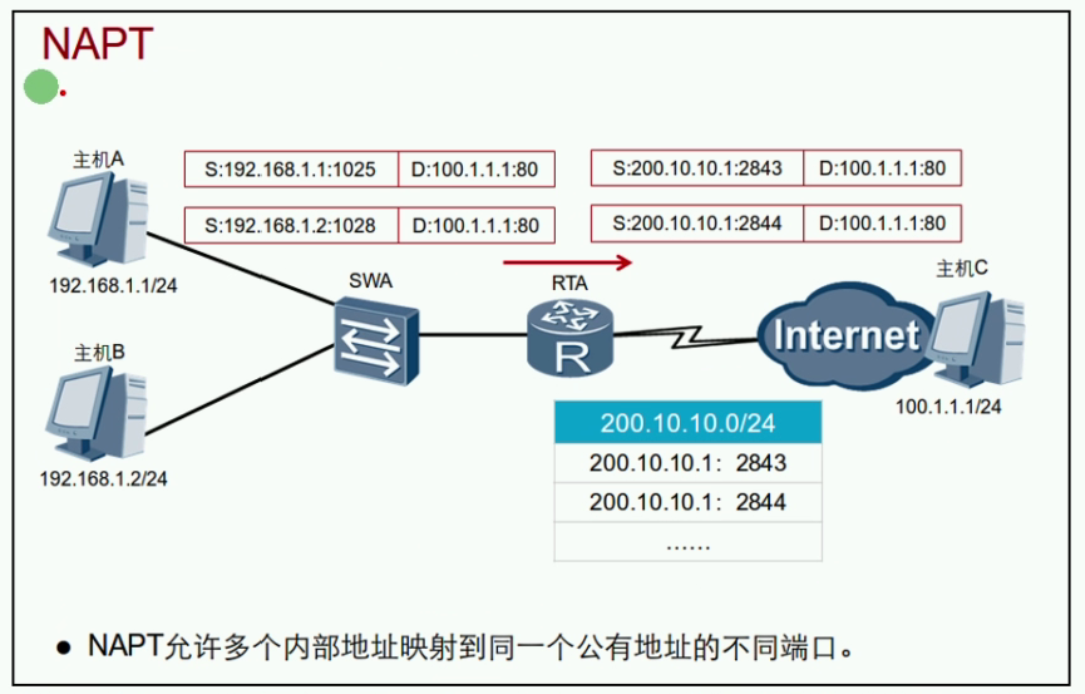 NAPT
主机A
S:192.168.1.1:1025 D:100.1.1.1:80
S:200.10.10.1:2843 D:100.1.1.1:80
S:192.168.1.2:1028 D:100.1.1.1:80
S:200.10.10.1:2844 D:100.1.1.1:80
192.168.1.1/24
SWA
RTA
主机C
主机B
R
Internet
100.1.1.1/24
192.168.1.2/24
200.10.10.0/24
200.10.10.1: 2843
200.10.10.1: 2844
……
● NAPT允许多个内部地址映射到同一个公有地址的不同端口。